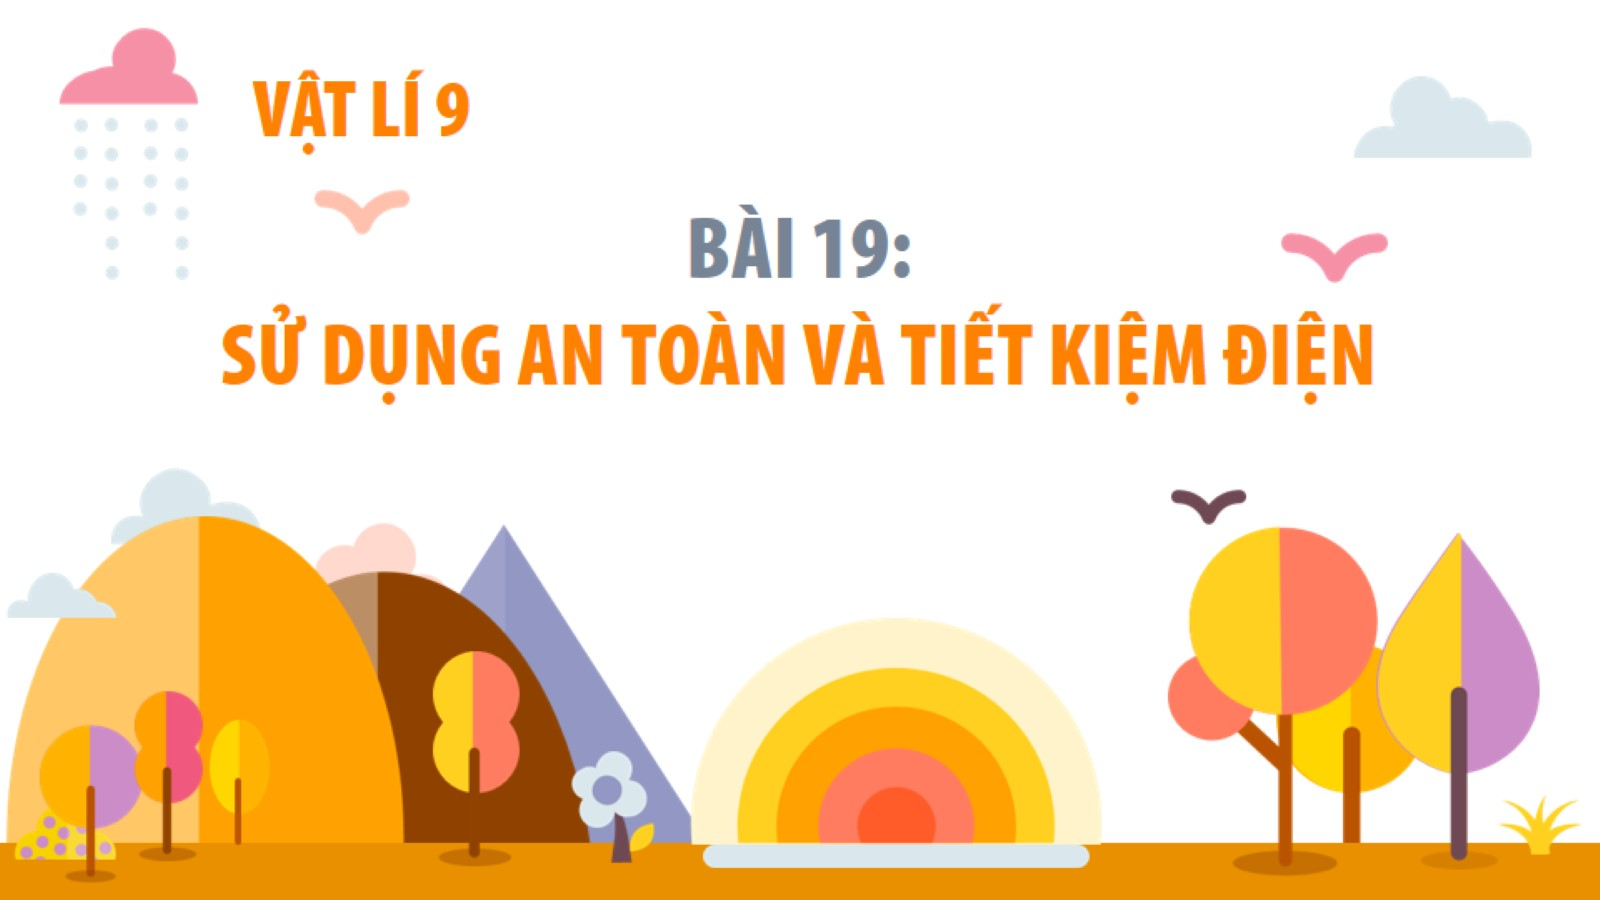 VẬT LÍ 9
BÀI 19:
SỬ DỤNG AN TOÀN VÀ TIẾT KIỆM ĐIỆN